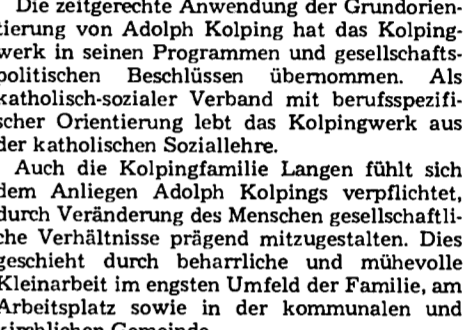 Die zeitgerechte Anwendung der Grundorien-
tierung von Adolph Kolping hat das Kolping-
werk in seinen Programmen und gesellschafts-
politischen Beschlüssen übernommen. Als
katholisch-sozialer Verband mit berufsspezifi-
scher Orientierung lebt das Kolpingwerk aus
der katholischen Soziallehre.
Auch die Kolpingfamilie Langen fühlt sich
dem Anliegen Adolph Kolpings verpflichtet,
durch Veränderung des Menschen gesellschaftli-
che Verhältnisse prägend mitzugestalten. Dies
geschieht durch beharrliche und mühevolle
Kleinarbeit im engsten Umfeld der Familie, am
Arbeitsplatz sowie in der kommunalen und
kirchlichen Gemeinde.